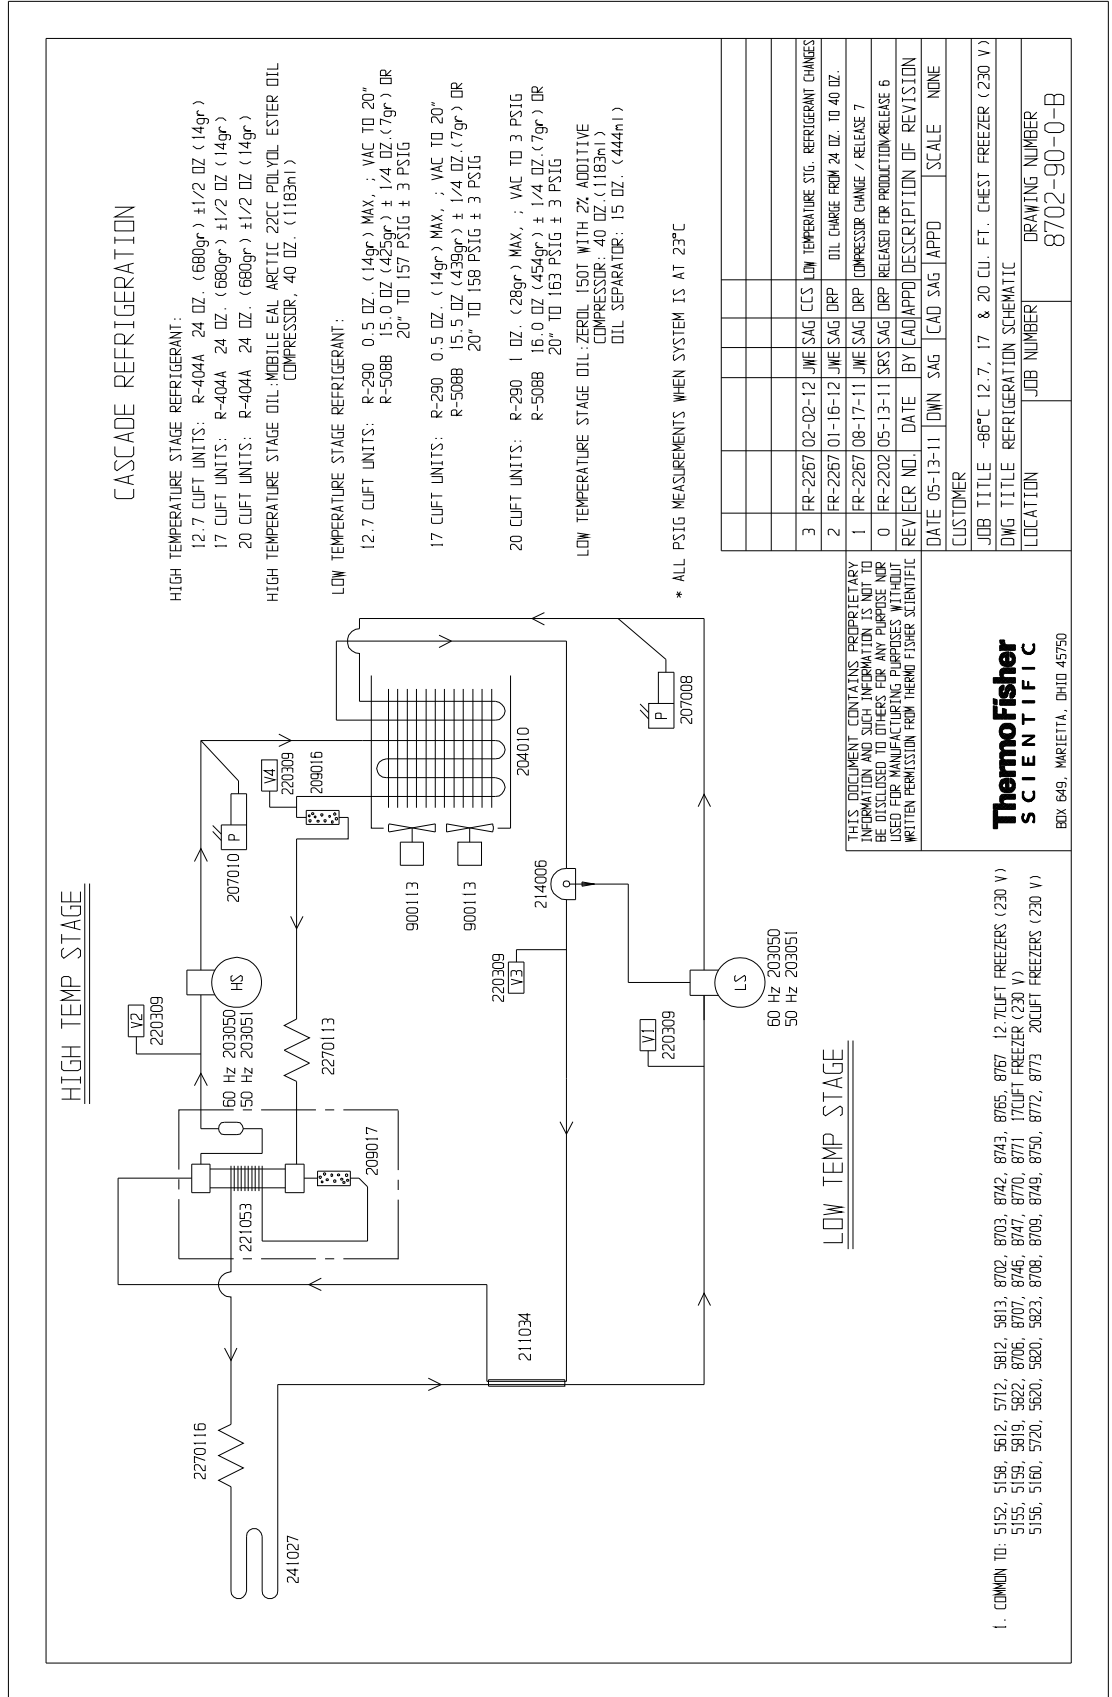 CASCADE REFRIGERATION
HIGH TEMPERATURE STAGE REFRIGERANT:
12.7 CUFT UNITS: R-404A 24 OZ. (680gr) ±1/2 OZ (14gr)
17 CUFT UNITS: R-404A 24 OZ. (680gr) ±1/2 OZ (14gr)
20 CUFT UNITS: R-404A 24 OZ. (680gr) ±1/2 OZ (14gr)
HIGH TEMPERATURE STAGE OIL:MOBILE EAL ARCTIC 22CC POLYOL ESTER OIL
COMPRESSOR, 40 OZ. (1183ml)
LOW TEMPERATURE STAGE REFRIGERANT:
12.7 CUFT UNITS: R-290 0.5 OZ. (14gr) MAX, ; VAC TO 20"
R-508B 15.0 OZ (425gr) ± 1/4 OZ.(7gr) OR
20" TO 157 PSIG ± 3 PSIG
17 CUFT UNITS: R-290 0.5 OZ. (14gr) MAX, ; VAC TO 20"
R-508B 15.5 OZ (439gr) ± 1/4 OZ.(7gr) OR
20" TO 158 PSIG ± 3 PSIG
20 CUFT UNITS: R-290 1 OZ. (28gr) MAX, ; VAC TO 3 PSIG
R-508B 16.0 OZ (454gr) ± 1/4 OZ.(7gr) OR
20" TO 163 PSIG ± 3 PSIG
LOW TEMPERATURE STAGE OIL:ZEROL 150T WITH 2% ADDITIVE
COMPRESSOR: 40 OZ.(1183ml)
OIL SEPARATOR: 15 OZ. (444ml)
* ALL PSIG MEASUREMENTS WHEN SYSTEM IS AT 23°C
HIGH TEMP STAGE
V2
220309
HS
60 Hz 203050
50 Hz 203051
207010
P
V4
220309
209016
2270113
221053
209017
2270116
241027
900113
900113
204010
214006
220309
V3
211034
P
207008
V1
220309
LS
60 Hz 203050
50 Hz 203051
LOW TEMP STAGE
1. COMMON TO: 5152, 5158, 5612, 5712, 5812, 5813, 8702, 8703, 8742, 8743, 8765, 8767 12.7CUFT FREEZERS (230 V)
5155, 5159, 5819, 5822, 8706, 8707, 8746, 8747, 8770, 8771 17CUFT FREEZER (230 V)
5156, 5160, 5720, 5620, 5820, 5823, 8708, 8709, 8749, 8750, 8772, 8773 20CUFT FREEZERS (230 V)
THIS DOCUMENT CONTAINS PROPRIETARY
INFORMATION AND SUCH INFORMATION IS NOT TO
BE DISCLOSED TO OTHERS FOR ANY PURPOSE NOR
USED FOR MANUFACTURING PURPOSES WITHOUT
WRITTEN PERMISSION FROM THERMO FISHER SCIENTIFIC
ThermoFisher
SCIENTIFIC
BOX 649, MARIETTA, OHIO 45750
3 FR-2267 02-02-12 JWE SAG CCS LOW TEMPERATURE STG. REFRIGERANT CHANGES
2 FR-2267 01-16-12 JWE SAG DRP OIL CHARGE FROM 24 OZ. TO 40 OZ.
1 FR-2267 08-17-11 JWE SAG DRP COMPRESSOR CHANGE / RELEASE 7
0 FR-2202 05-13-11 SRS SAG DRP RELEASED FOR PRODUCTION/RELEASE 6
REV ECR NO. DATE BY CAD APPD DESCRIPTION OF REVISION
DATE 05-13-11 DWN SAG CAD SAG APPD SCALE NONE
CUSTOMER
JOB TITLE -86°C 12.7, 17 & 20 CU. FT. CHEST FREEZER (230 V)
DWG TITLE REFRIGERATION SCHEMATIC
LOCATION JOB NUMBER DRAWING NUMBER
8702-90-0-B